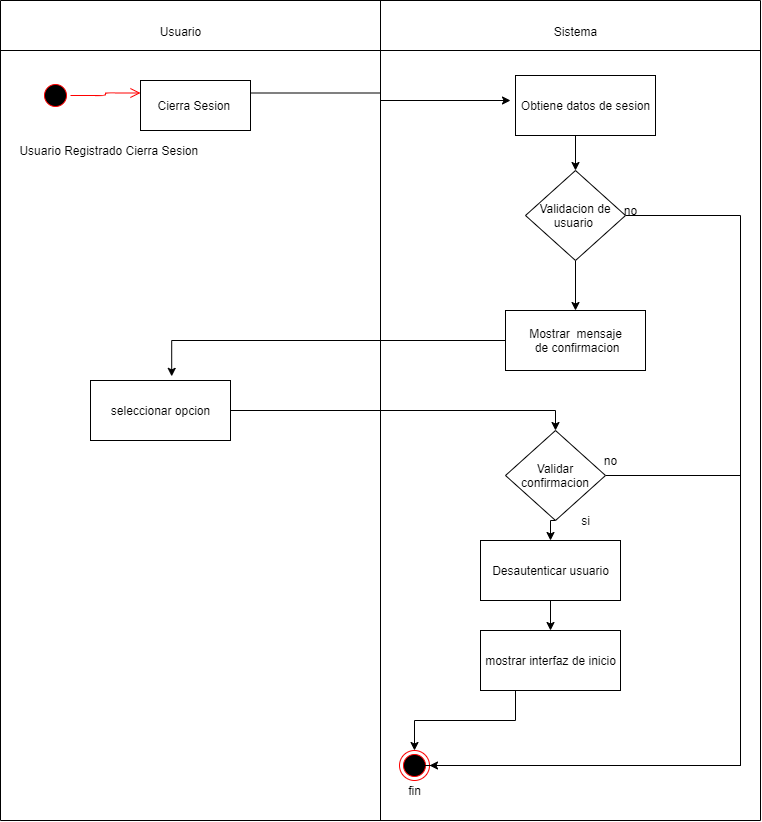 Usuario
Sistema
Cierra Sesion
Obtiene datos de sesion
Usuario Registrado Cierra Sesion
Validacion de
usuario
no
Mostrar mensaje
de confirmacion
seleccionar opcion
Validar
confirmacion
no
si
Desautenticar usuario
mostrar interfaz de inicio
fin